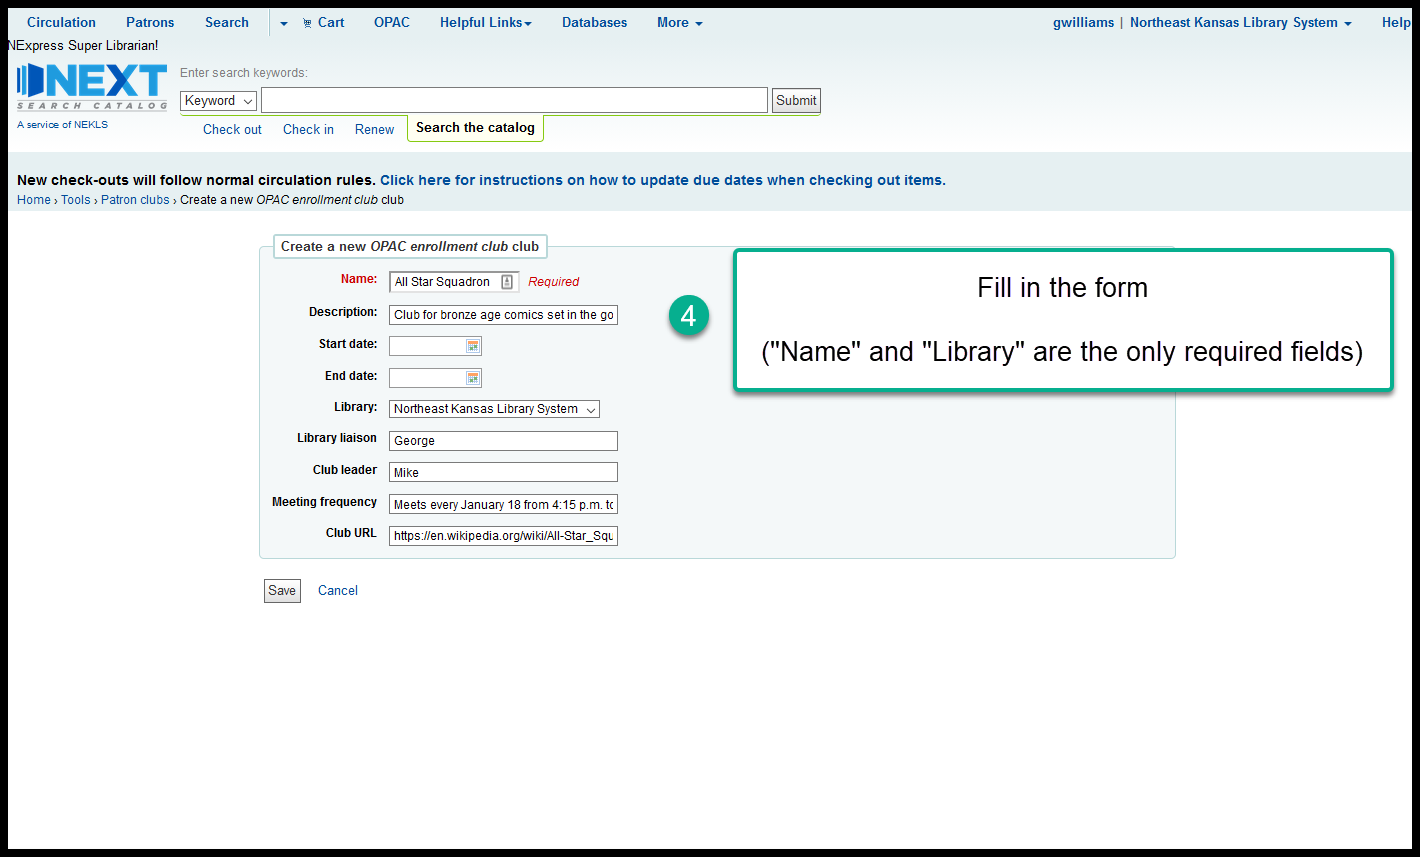 Circulation Patrons Search Cart OPAC Helpful Links Databases More gwilliams | Northeast Kansas Library System Help
NExpress Super Librarian!
NEXT
SEARCH CATALOG
A service of NEKLS
Enter search keywords:
Keyword Submit
Check out Check in Renew Search the catalog
New check-outs will follow normal circulation rules. Click here for instructions on how to update due dates when checking out items.
Home › Tools › Patron clubs › Create a new OPAC enrollment club club
Create a new OPAC enrollment club club
Name: All Star Squadron Required
Description: Club for bronze age comics set in the go
Start date:
End date:
Library: Northeast Kansas Library System
Library liaison George
Club leader Mike
Meeting frequency Meets every January 18 from 4:15 p.m. to
Club URL https://en.wikipedia.org/wiki/All-Star_Squ
Save Cancel
4
Fill in the form
("Name" and "Library" are the only required fields)